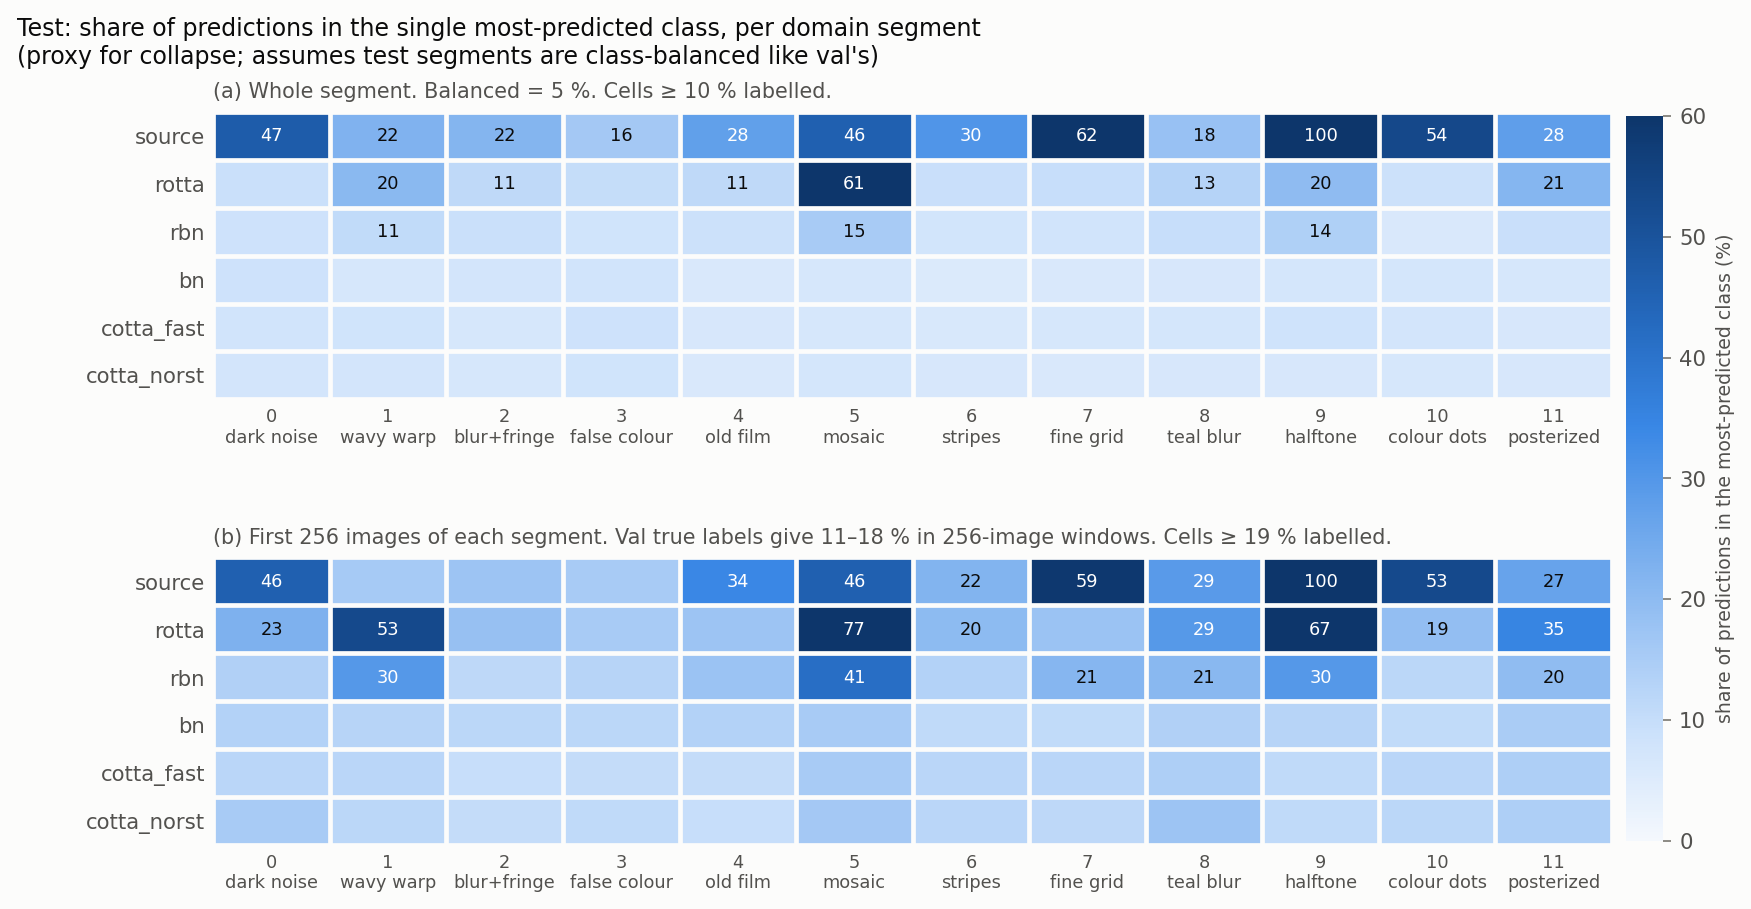 Test: share of predictions in the single most-predicted class, per domain segment
(proxy for collapse; assumes test segments are class-balanced like val's)
(a) Whole segment. Balanced = 5 %. Cells ≥ 10 % labelled.
source 47 22 22 16 28 46 30 62 18 100 54 28
rotta 20 11 11 61 13 20 21
rbn 11 15 14
bn
cotta_fast
cotta_norst
0 1 2 3 4 5 6 7 8 9 10 11
dark noise wavy warp blur+fringe false colour old film mosaic stripes fine grid teal blur halftone colour dots posterized
(b) First 256 images of each segment. Val true labels give 11–18 % in 256-image windows. Cells ≥ 19 % labelled.
source 46 34 46 22 59 29 100 53 27
rotta 23 53 77 20 29 67 19 35
rbn 30 41 21 21 30 20
bn
cotta_fast
cotta_norst
0 1 2 3 4 5 6 7 8 9 10 11
dark noise wavy warp blur+fringe false colour old film mosaic stripes fine grid teal blur halftone colour dots posterized
60
50
40
30
20
10
0
share of predictions in the most-predicted class (%)